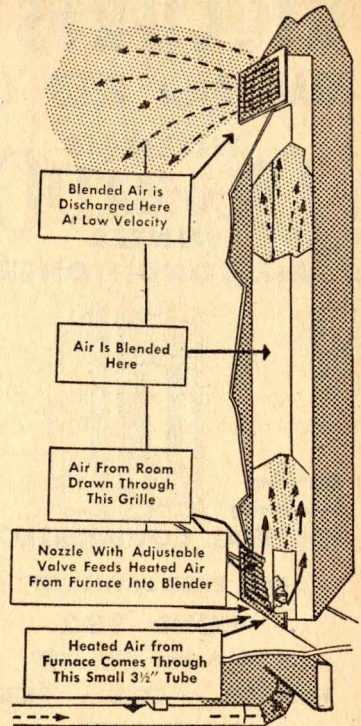 Blended Air is
Discharged Here
At Low Velocity
Air Is Blended
Here
Air From Room
Drawn Through
This Grille
Nozzle With Adjustable
Valve Feeds Heated Air
From Furnace Into Blender
Heated Air from
Furnace Comes Through
This Small 3½" Tube